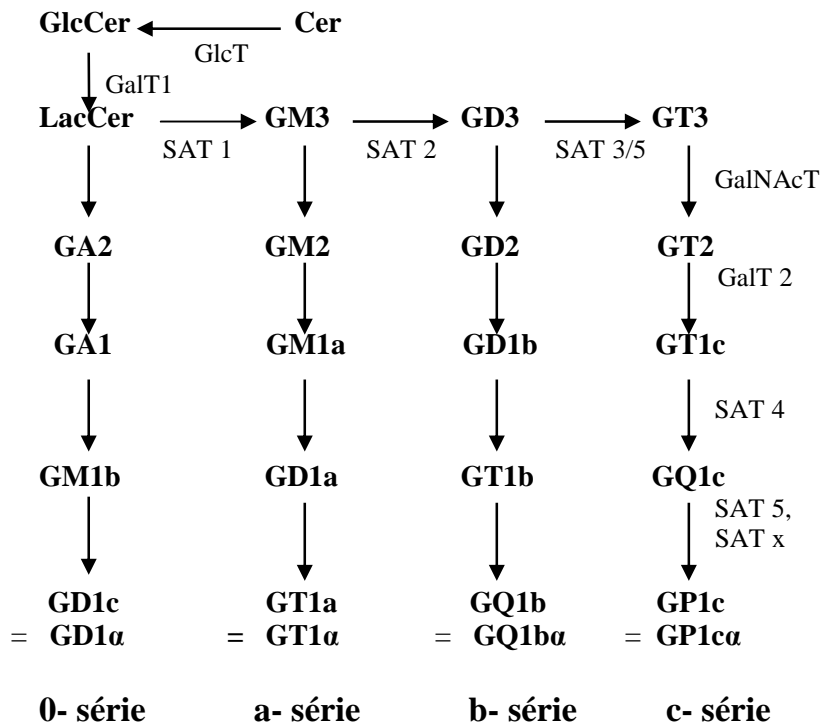 GlcCer Cer
GlcT
GalT1
LacCer GM3 GD3 GT3
SAT 1 SAT 2 SAT 3/5
GalNAcT
GA2 GM2 GD2 GT2
GalT 2
GA1 GM1a GD1b GT1c
SAT 4
GM1b GD1a GT1b GQ1c
SAT 5,
SAT x
GD1c GT1a GQ1b GP1c
= GD1α = GT1α = GQ1bα = GP1cα
0- série a- série b- série c- série